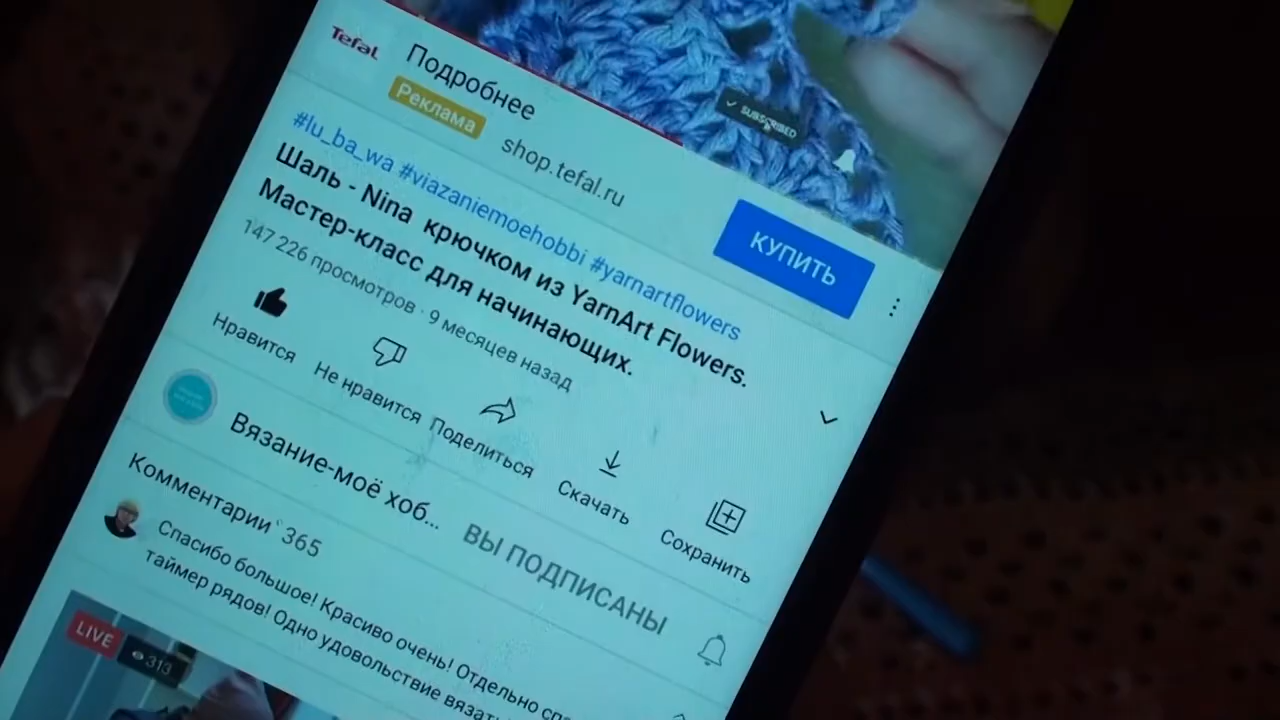 SUBSCRIBED
Tefal
Подробнее
Реклама
shop.tefal.ru
КУПИТЬ
#lu_ba_wa #viazaniemoehobbi #yarnartflowers
Шаль - Nina крючком из YarnArt Flowers.
Мастер-класс для начинающих.
147 226 просмотров · 9 месяцев назад
Нравится
Не нравится
Поделиться
Скачать
Сохранить
Вязание-моё хоб...
ВЫ ПОДПИСАНЫ
Комментарии 365
Спасибо большое! Красиво очень! Отдельно
таймер рядов! Одно удовольствие
LIVE
313